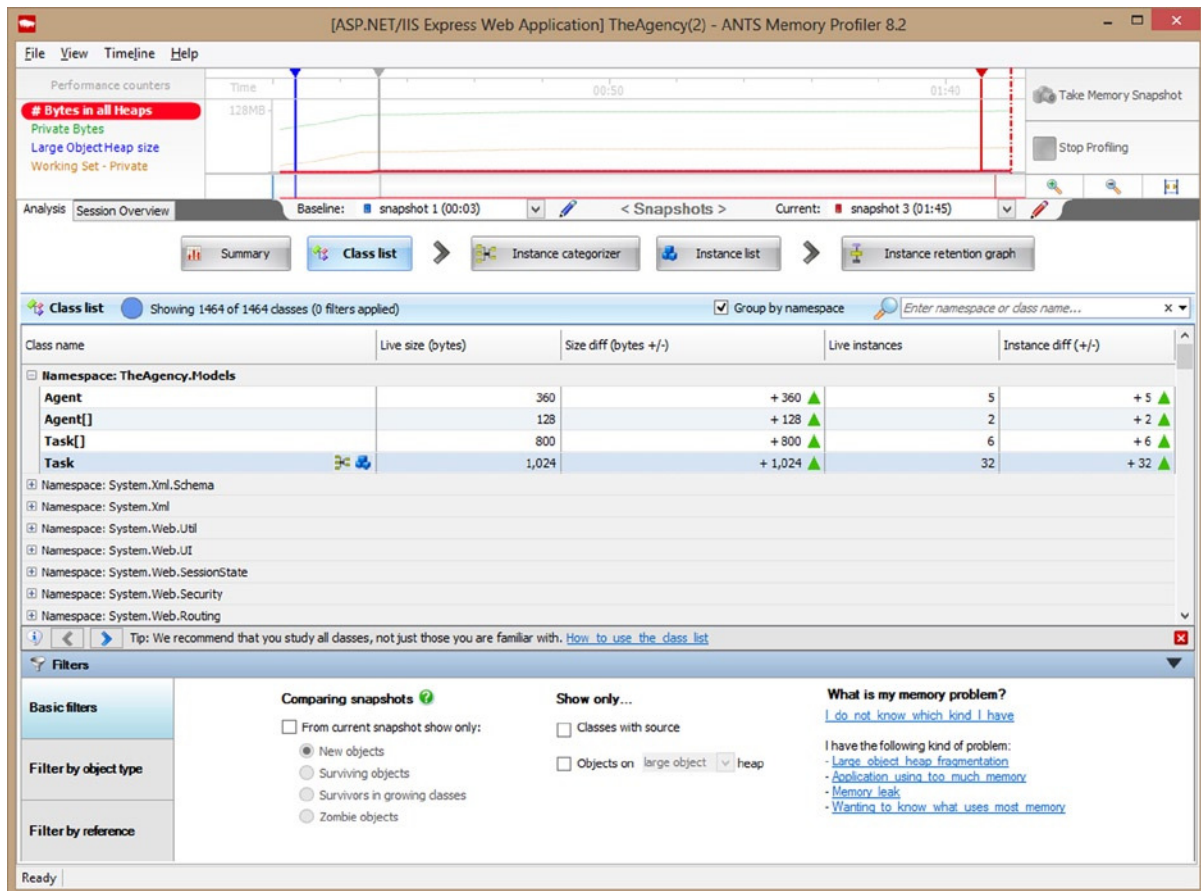 [ASP.NET/IIS Express Web Application] TheAgency(2) - ANTS Memory Profiler 8.2
File View Timeline Help
Performance counters
# Bytes in all Heaps
Private Bytes
Large Object Heap size
Working Set - Private
Time 00:50 01:40
128MB
Take Memory Snapshot
Stop Profiling
Analysis Session Overview Baseline: snapshot 1 (00:03) < Snapshots > Current: snapshot 3 (01:45)
Summary Class list Instance categorizer Instance list Instance retention graph
Class list Showing 1464 of 1464 classes (0 filters applied) Group by namespace Enter namespace or class name... x
Class name Live size (bytes) Size diff (bytes +/-) Live instances Instance diff (+/-)
Namespace: TheAgency.Models
Agent 360 + 360 5 + 5
Agent[] 128 + 128 2 + 2
Task[] 800 + 800 6 + 6
Task 1,024 + 1,024 32 + 32
Namespace: System.Xml.Schema
Namespace: System.Xml
Namespace: System.Web.Util
Namespace: System.Web.UI
Namespace: System.Web.SessionState
Namespace: System.Web.Security
Namespace: System.Web.Routing
Tip: We recommend that you study all classes, not just those you are familiar with. How to use the class list
Filters
Basic filters
Filter by object type
Filter by reference
Comparing snapshots
From current snapshot show only:
New objects
Surviving objects
Survivors in growing classes
Zombie objects
Show only...
Classes with source
Objects on large object heap
What is my memory problem?
I do not know which kind I have
I have the following kind of problem:
- Large object heap fragmentation
- Application using too much memory
- Memory leak
- Wanting to know what uses most memory
Ready